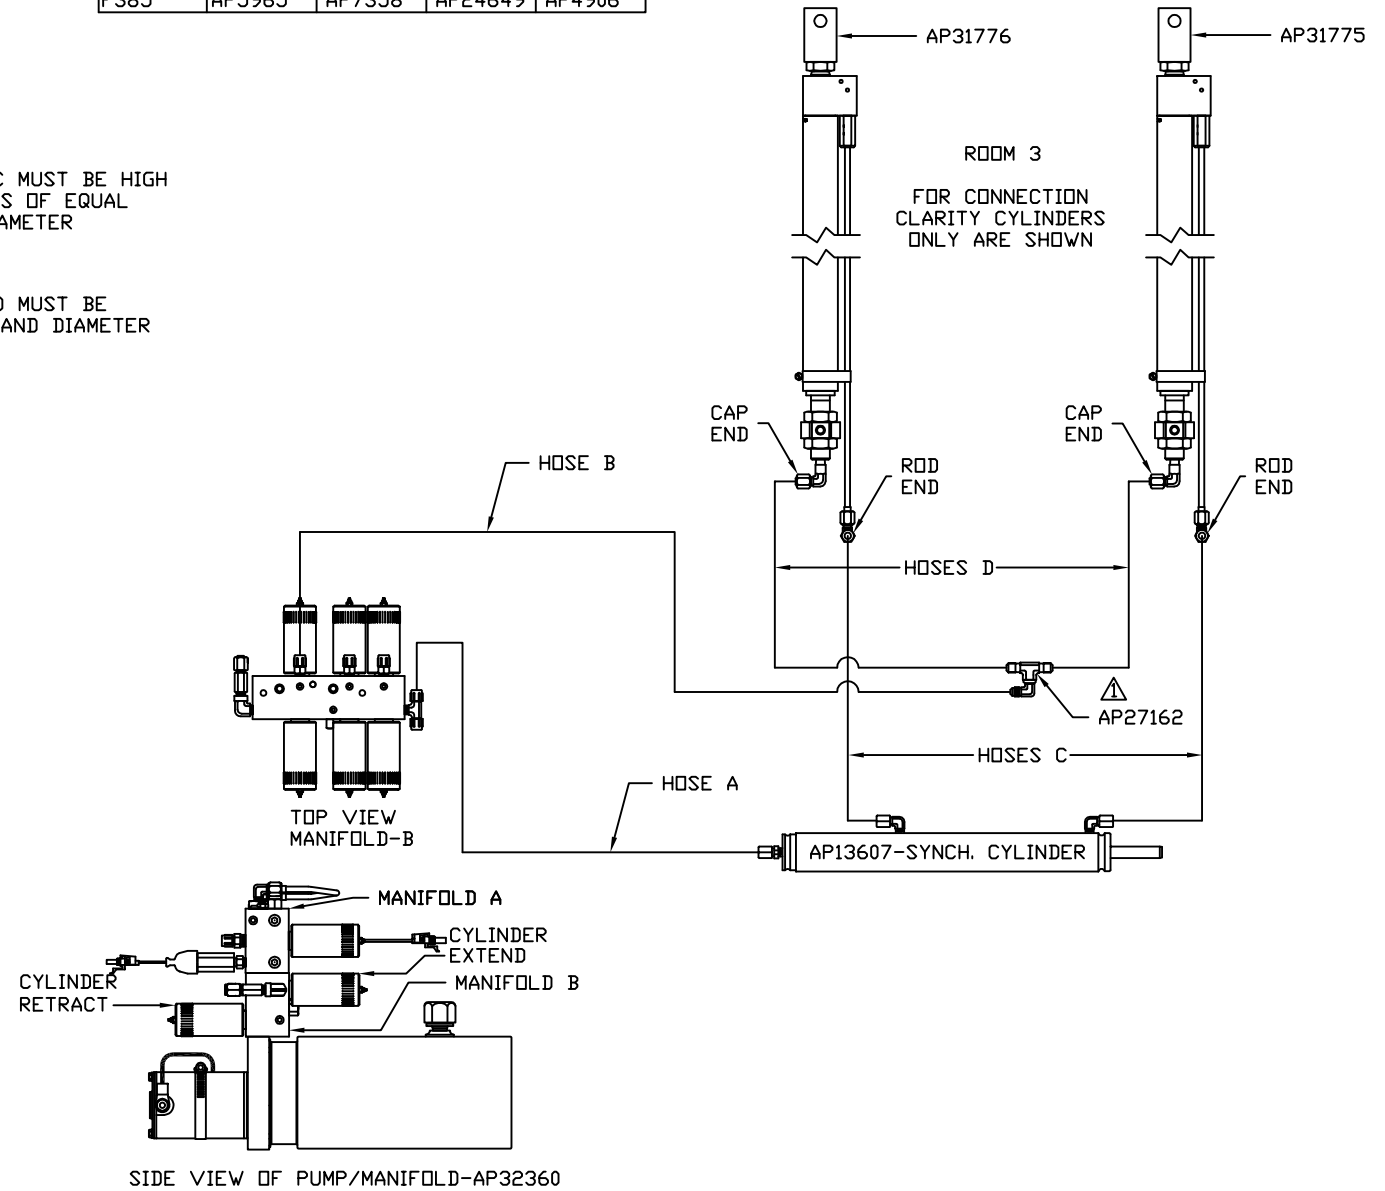 AP31776
AP31775
ROOM 3
FOR CONNECTION
CLARITY CYLINDERS
ONLY ARE SHOWN
MUST BE HIGH
OF EQUAL
MUST BE
AND DIAMETER
CAP
END
ROD
END
CAP
END
ROD
END
HOSE B
HOSES D
1
AP27162
HOSES C
HOSE A
TOP VIEW
MANIFOLD-B
AP13607-SYNCH. CYLINDER
MANIFOLD A
CYLINDER
EXTEND
MANIFOLD B
CYLINDER
RETRACT
SIDE VIEW OF PUMP/MANIFOLD-AP32360